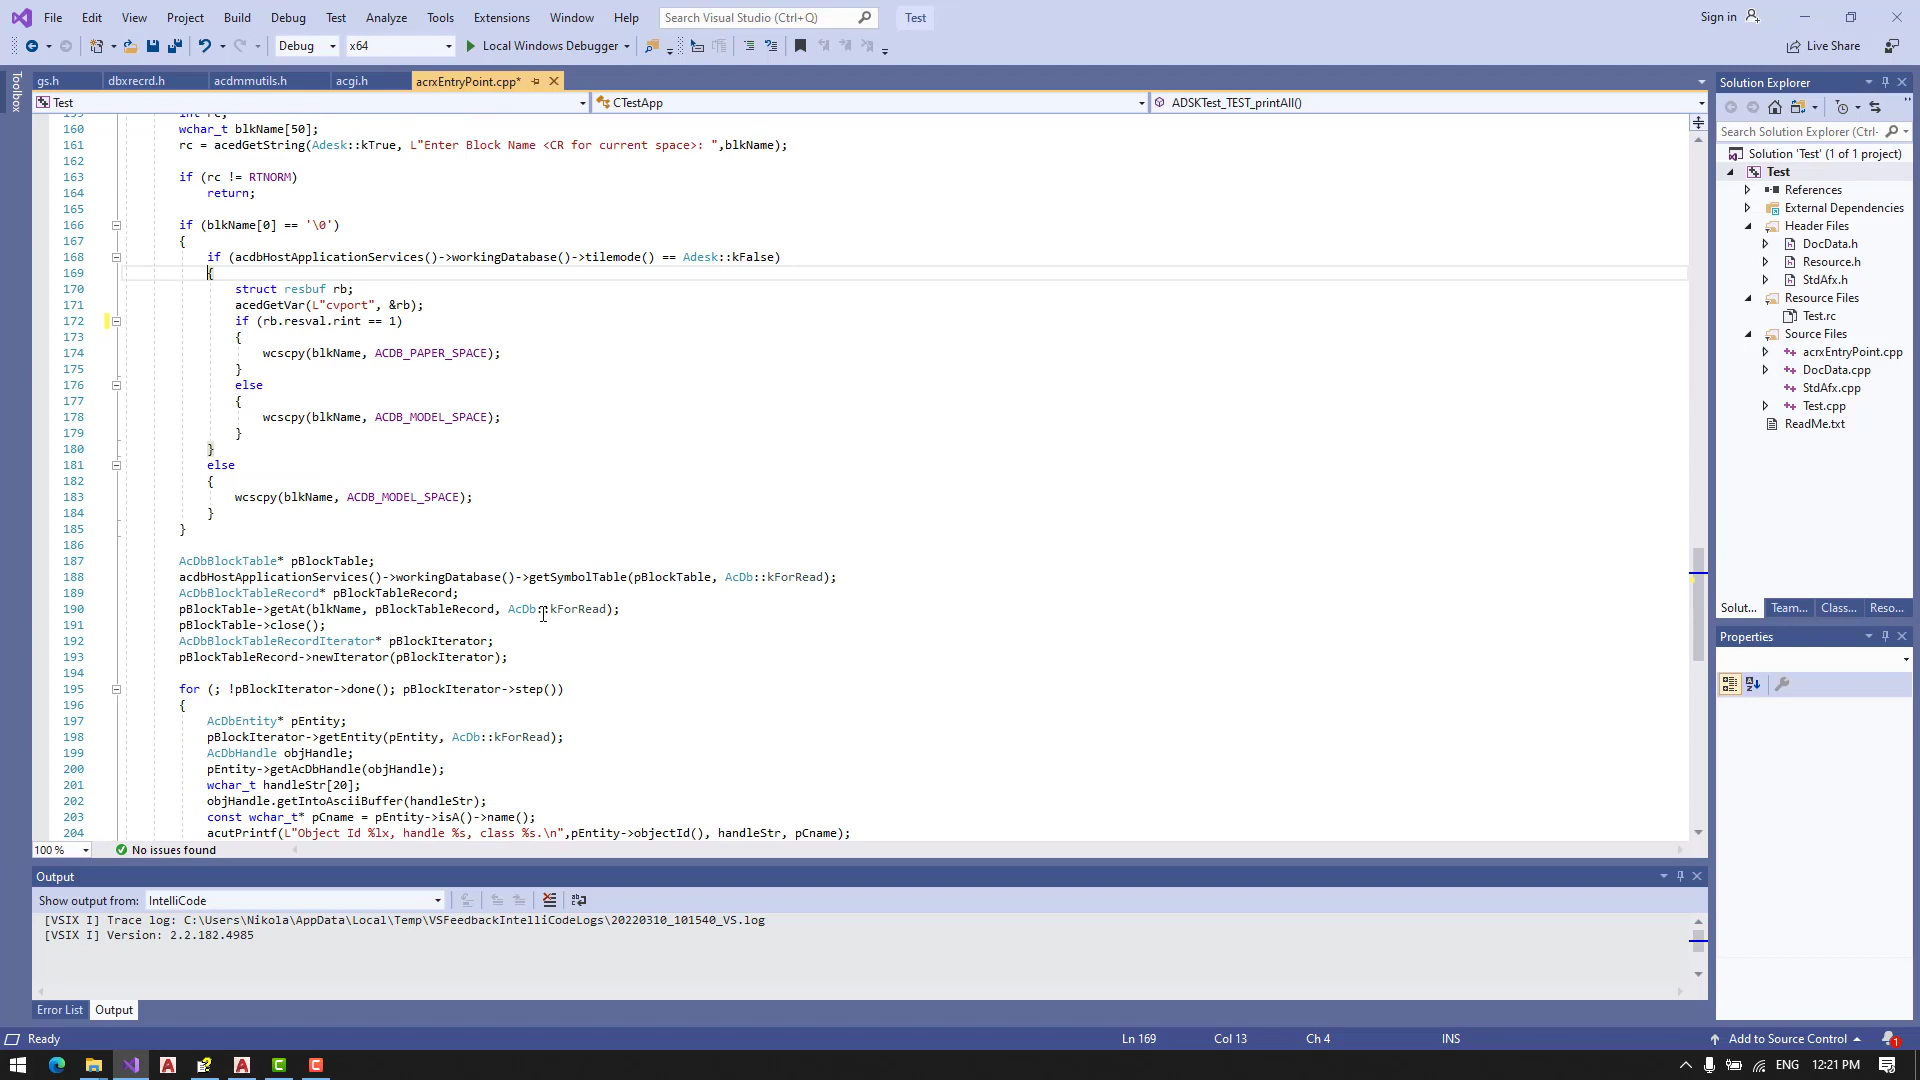 File Edit View Project Build Debug Test Analyze Tools Extensions Window Help Search Visual Studio (Ctrl+Q) Test Sign in
Debug x64 Local Windows Debugger Live Share
Toolbox
gs.h dbxrecrd.h acdmmutils.h acgi.h acrxEntryPoint.cpp*
Test CTestApp ADSKTest_TEST_printAll()
160 wchar_t blkName[50];
161 rc = acedGetString(Adesk::kTrue, L"Enter Block Name <CR for current space>: ",blkName);
162
163 if (rc != RTNORM)
164 return;
165
166 if (blkName[0] == '\0')
167 {
168 if (acdbHostApplicationServices()->workingDatabase()->tilemode() == Adesk::kFalse)
169 {
170 struct resbuf rb;
171 acedGetVar(L"cvport", &rb);
172 if (rb.resval.rint == 1)
173 {
174 wcscpy(blkName, ACDB_PAPER_SPACE);
175 }
176 else
177 {
178 wcscpy(blkName, ACDB_MODEL_SPACE);
179 }
180 }
181 else
182 {
183 wcscpy(blkName, ACDB_MODEL_SPACE);
184 }
185 }
186
187 AcDbBlockTable* pBlockTable;
188 acdbHostApplicationServices()->workingDatabase()->getSymbolTable(pBlockTable, AcDb::kForRead);
189 AcDbBlockTableRecord* pBlockTableRecord;
190 pBlockTable->getAt(blkName, pBlockTableRecord, AcDb::kForRead);
191 pBlockTable->close();
192 AcDbBlockTableRecordIterator* pBlockIterator;
193 pBlockTableRecord->newIterator(pBlockIterator);
194
195 for (; !pBlockIterator->done(); pBlockIterator->step())
196 {
197 AcDbEntity* pEntity;
198 pBlockIterator->getEntity(pEntity, AcDb::kForRead);
199 AcDbHandle objHandle;
200 pEntity->getAcDbHandle(objHandle);
201 wchar_t handleStr[20];
202 objHandle.getIntoAsciiBuffer(handleStr);
203 const wchar_t* pCname = pEntity->isA()->name();
204 acutPrintf(L"Object Id %lx, handle %s, class %s.\n",pEntity->objectId(), handleStr, pCname);
100 % No issues found
Output
Show output from: IntelliCode
[VSIX I] Trace log: C:\Users\Nikola\AppData\Local\Temp\VSFeedbackIntelliCodeLogs\20220310_101540_VS.log
[VSIX I] Version: 2.2.182.4985
Error List Output
Solution Explorer
Search Solution Explorer (Ctrl-
Solution 'Test' (1 of 1 project)
Test
References
External Dependencies
Header Files
DocData.h
Resource.h
StdAfx.h
Resource Files
Test.rc
Source Files
acrxEntryPoint.cpp
DocData.cpp
StdAfx.cpp
Test.cpp
ReadMe.txt
Solut... Team... Class... Reso...
Properties
Ready Ln 169 Col 13 Ch 4 INS Add to Source Control 1
ENG 12:21 PM